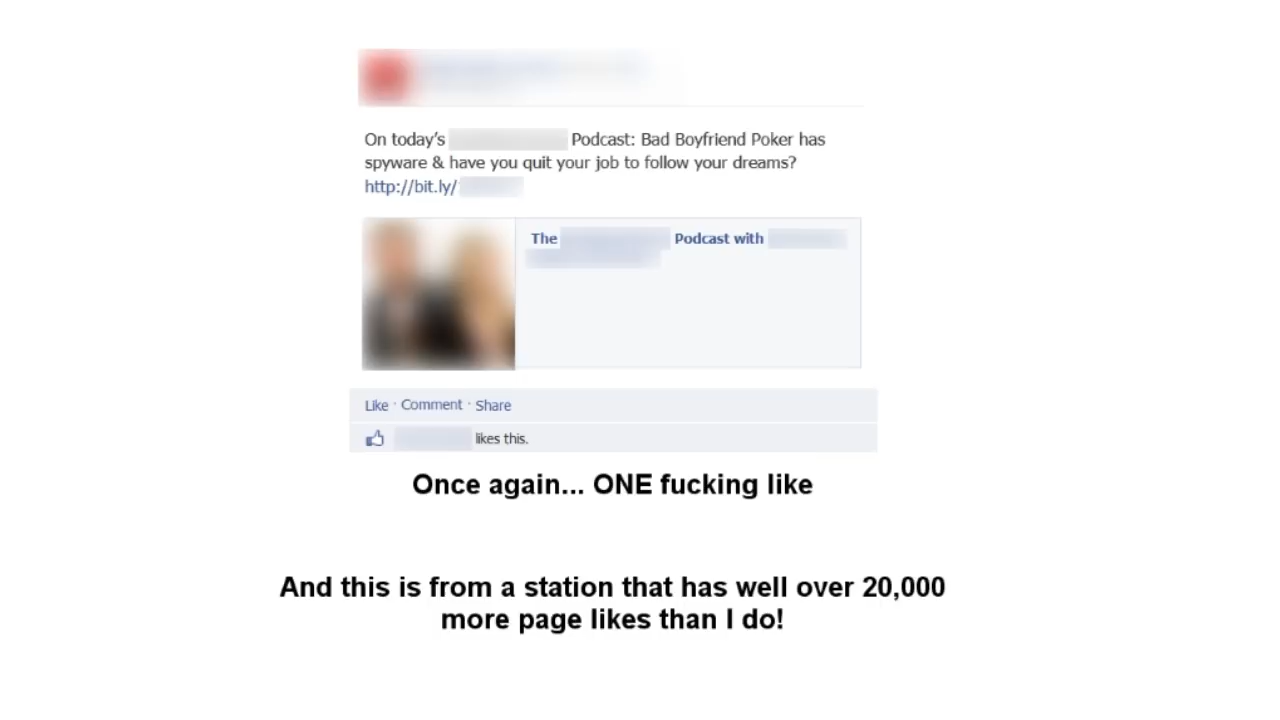 On today's Podcast: Bad Boyfriend Poker has
spyware & have you quit your job to follow your dreams?
http://bit.ly/
The Podcast with
Like · Comment · Share
likes this.
Once again... ONE fucking like
And this is from a station that has well over 20,000
more page likes than I do!